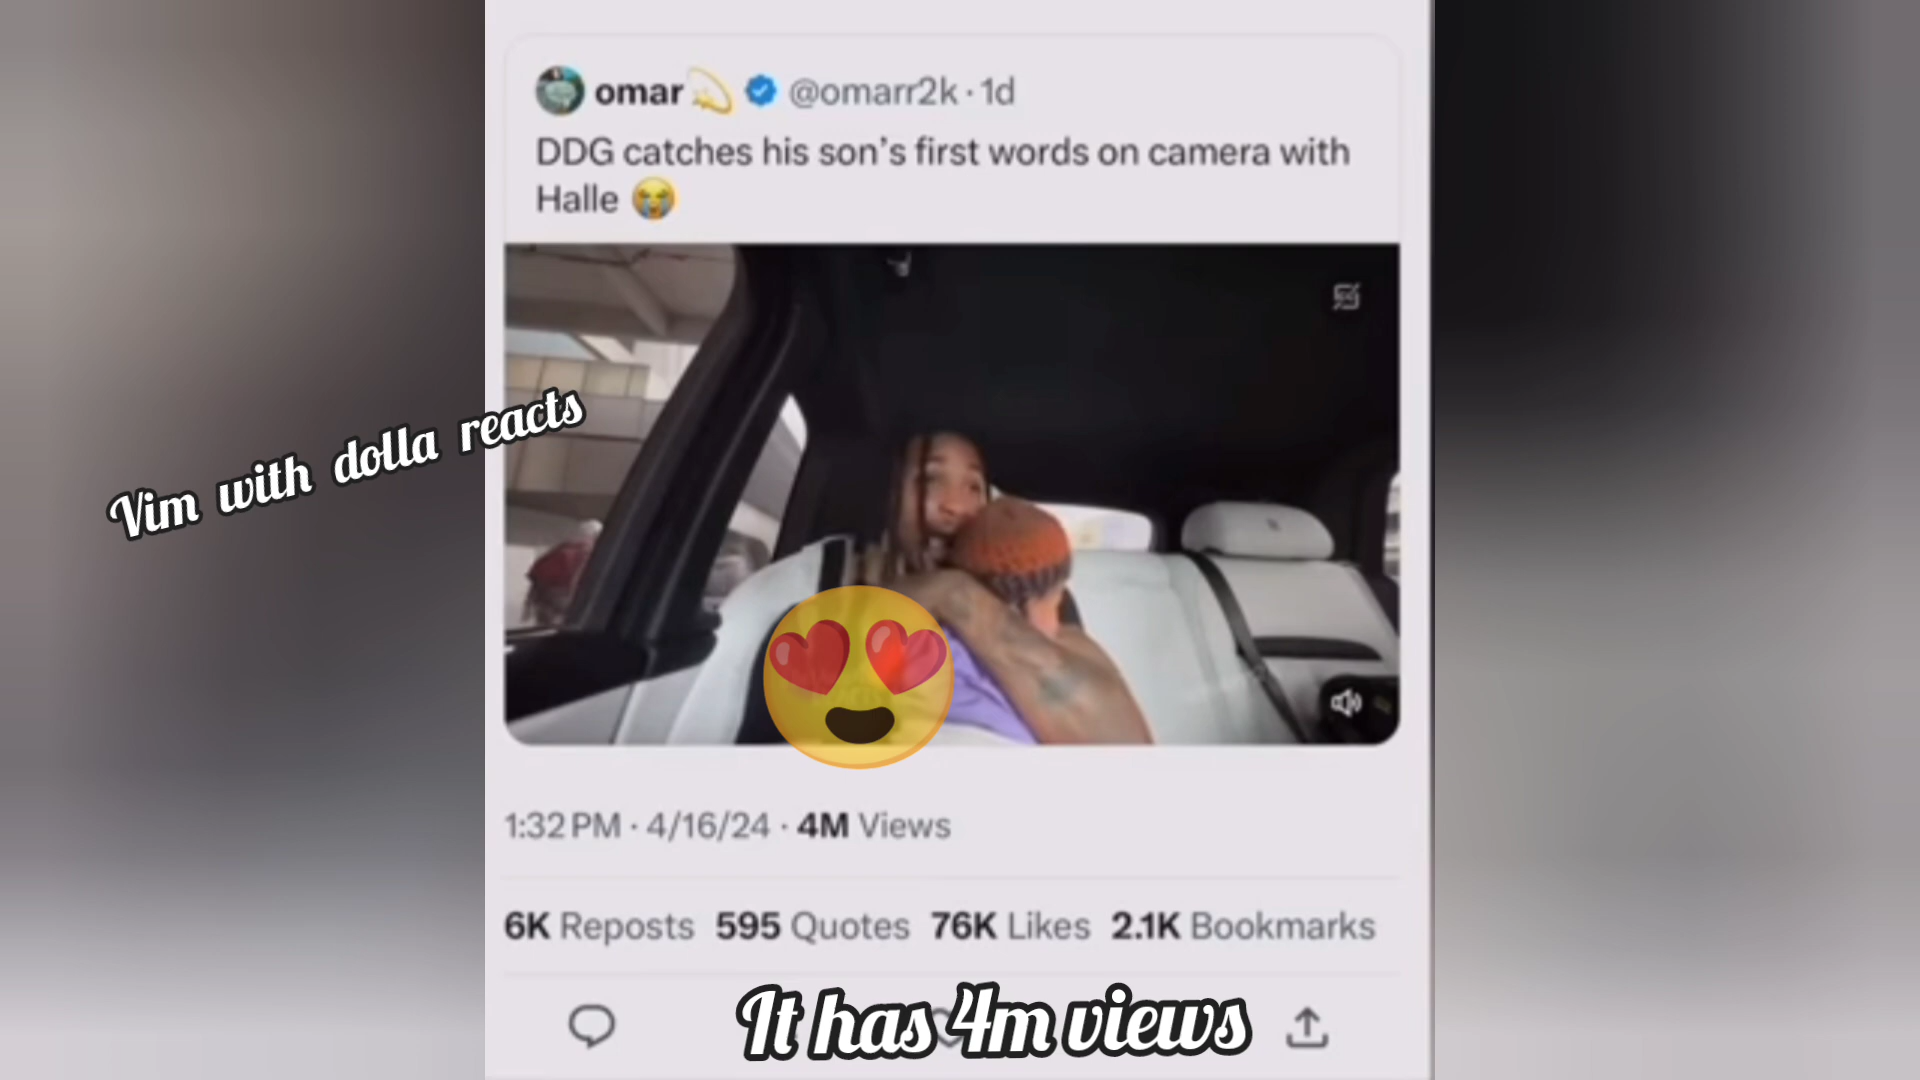 omar💫 @omarr2k · 1d
DDG catches his son's first words on camera with
Halle 😭
Vim with dolla reacts
1:32 PM · 4/16/24 · 4M Views
6K Reposts 595 Quotes 76K Likes 2.1K Bookmarks
It has 4m views